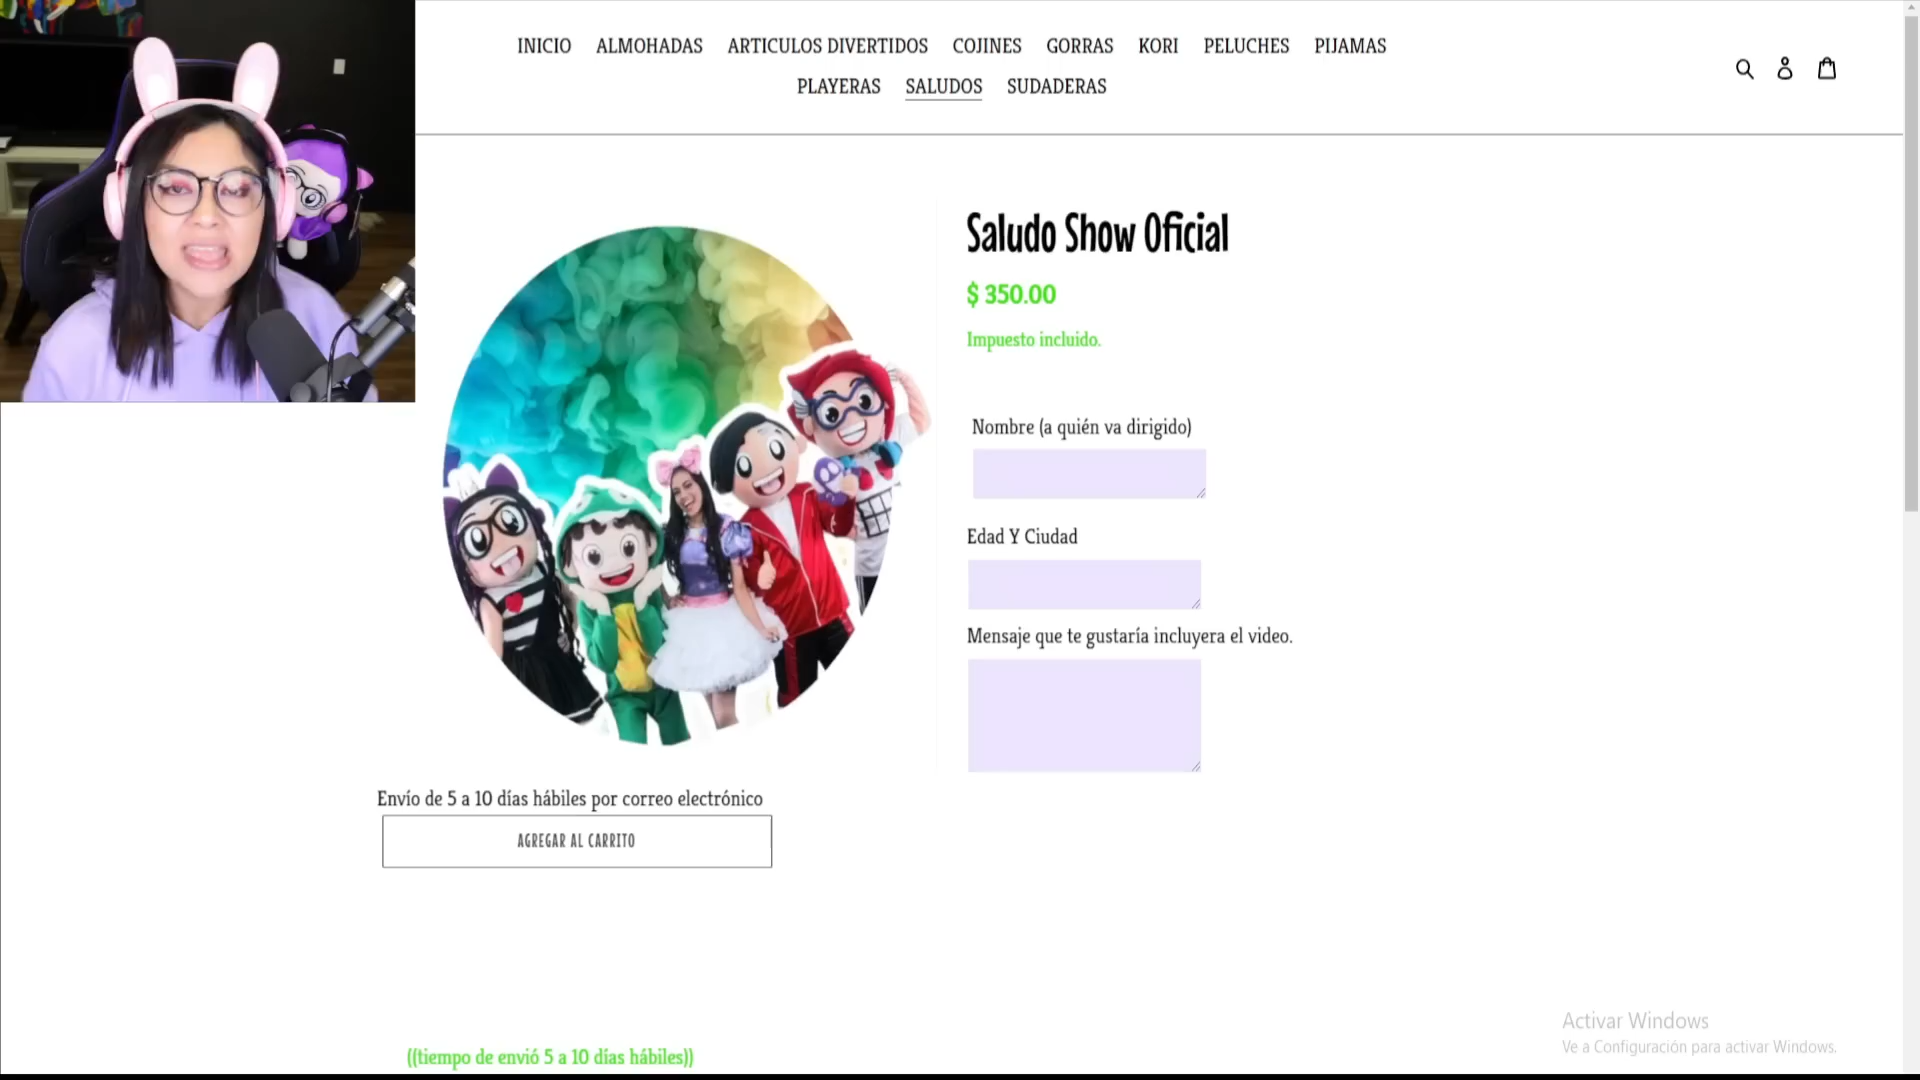 INICIO ALMOHADAS ARTICULOS DIVERTIDOS COJINES GORRAS KORI PELUCHES PIJAMAS
PLAYERAS SALUDOS SUDADERAS
Saludo Show Oficial
$ 350.00
Impuesto incluido.
Nombre (a quién va dirigido)
Edad Y Ciudad
Mensaje que te gustaría incluyera el video.
Envío de 5 a 10 días hábiles por correo electrónico
AGREGAR AL CARRITO
((tiempo de envió 5 a 10 días hábiles))
Activar Windows
Ve a Configuración para activar Windows.